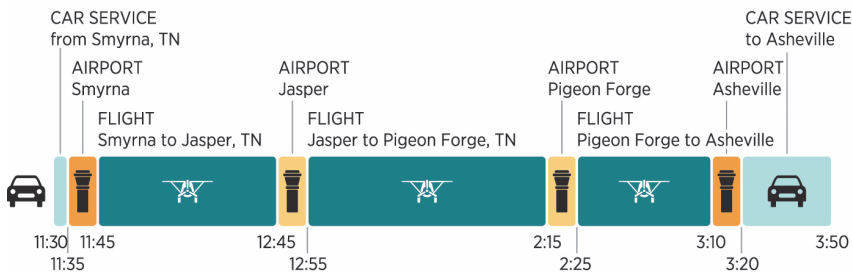 CAR SERVICE
from Smyrna, TN
CAR SERVICE
to Asheville
AIRPORT
Smyrna
AIRPORT
Jasper
AIRPORT
Pigeon Forge
AIRPORT
Asheville
FLIGHT
Smyrna to Jasper, TN
FLIGHT
Jasper to Pigeon Forge, TN
FLIGHT
Pigeon Forge to Asheville
11:30 11:45 12:45 2:15 3:10 3:50
11:35 12:55 2:25 3:20